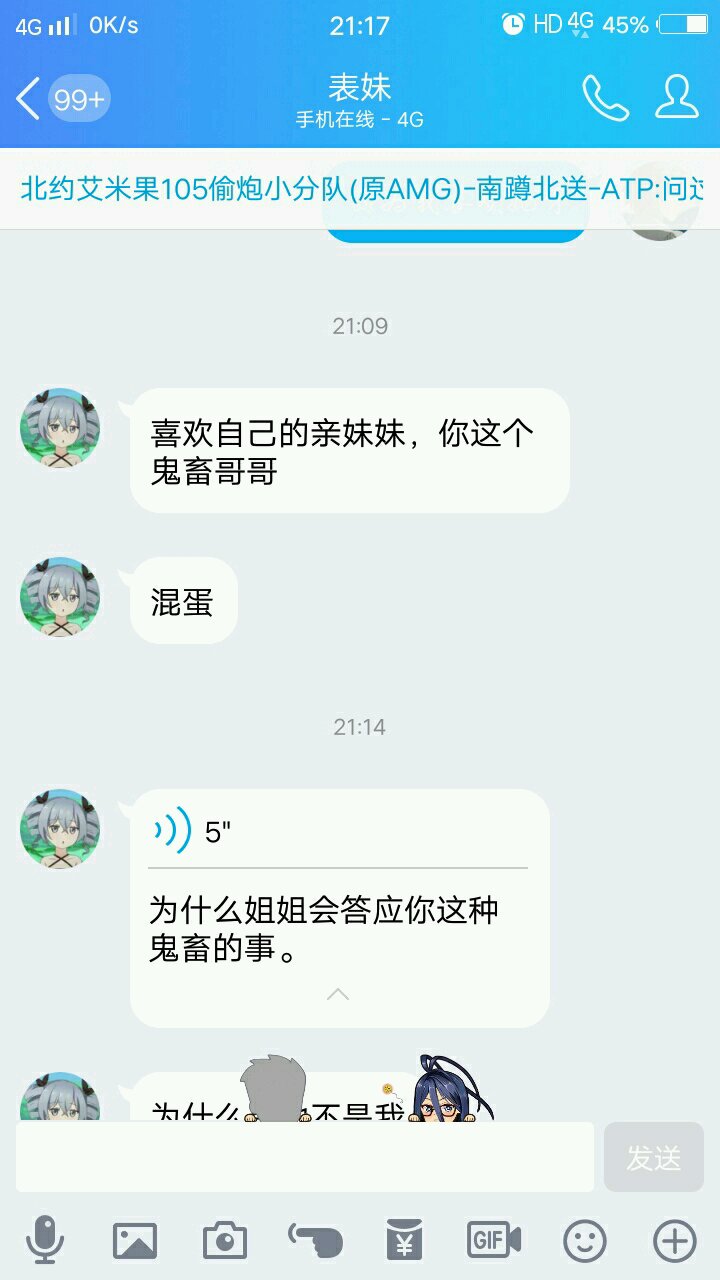 4G 0K/s 21:17 HD 4G 45%
99+
表妹
手机在线 - 4G
北约艾米果105偷炮小分队(原AMG)-南蹲北送-ATP:问过
21:09
喜欢自己的亲妹妹，你这个
鬼畜哥哥
混蛋
21:14
5"
为什么姐姐会答应你这种
鬼畜的事。
为什么 不是我
发送
¥
GIF